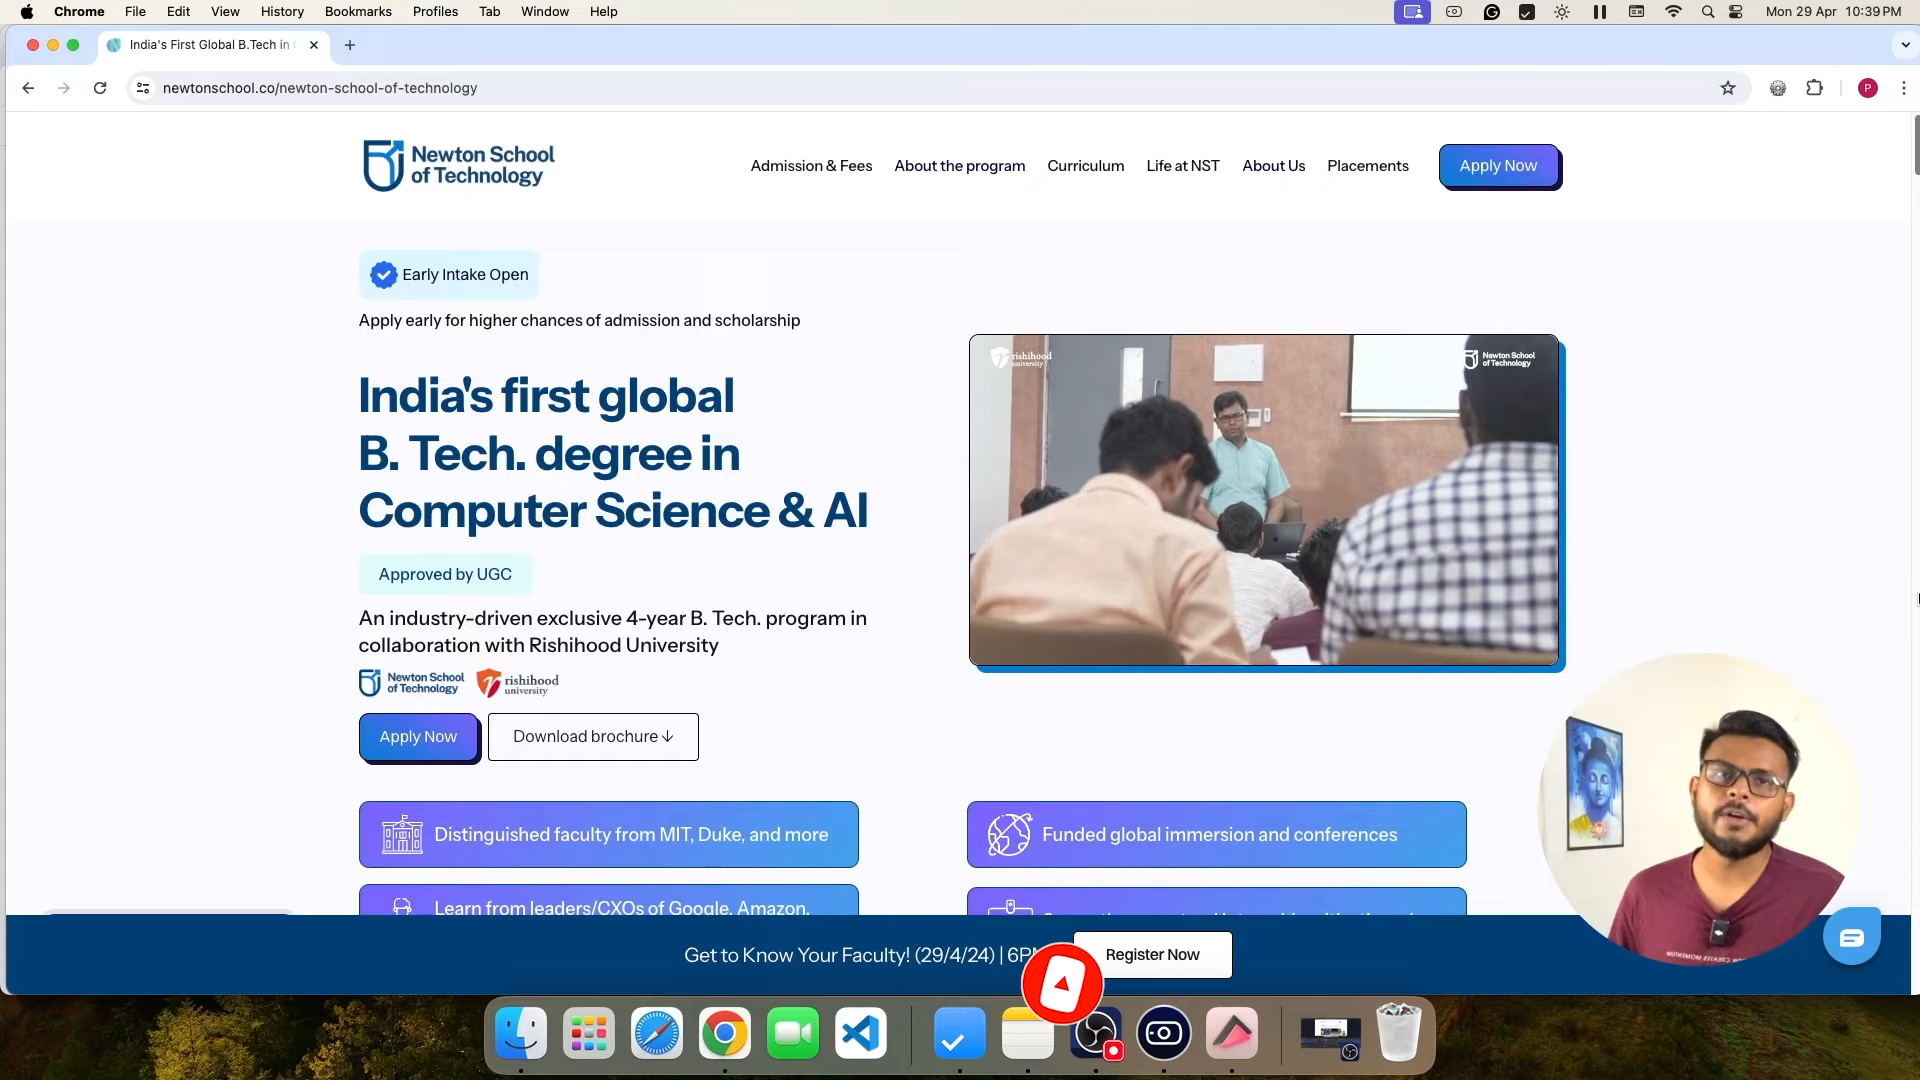 Chrome File Edit View History Bookmarks Profiles Tab Window Help
Mon 29 Apr 10:39 PM
India's First Global B.Tech in
newtonschool.co/newton-school-of-technology
P
Newton School
of Technology
Admission & Fees About the program Curriculum Life at NST About Us Placements Apply Now
Early Intake Open
Apply early for higher chances of admission and scholarship
India's first global
B. Tech. degree in
Computer Science & AI
Approved by UGC
An industry-driven exclusive 4-year B. Tech. program in
collaboration with Rishihood University
Newton School
of Technology
rishihood
university
Apply Now Download brochure ↓
rishihood
university
Newton School
of Technology
Distinguished faculty from MIT, Duke, and more
Funded global immersion and conferences
Learn from leaders/CXOs of Google, Amazon,
Get to Know Your Faculty! (29/4/24) | 6P
Register Now